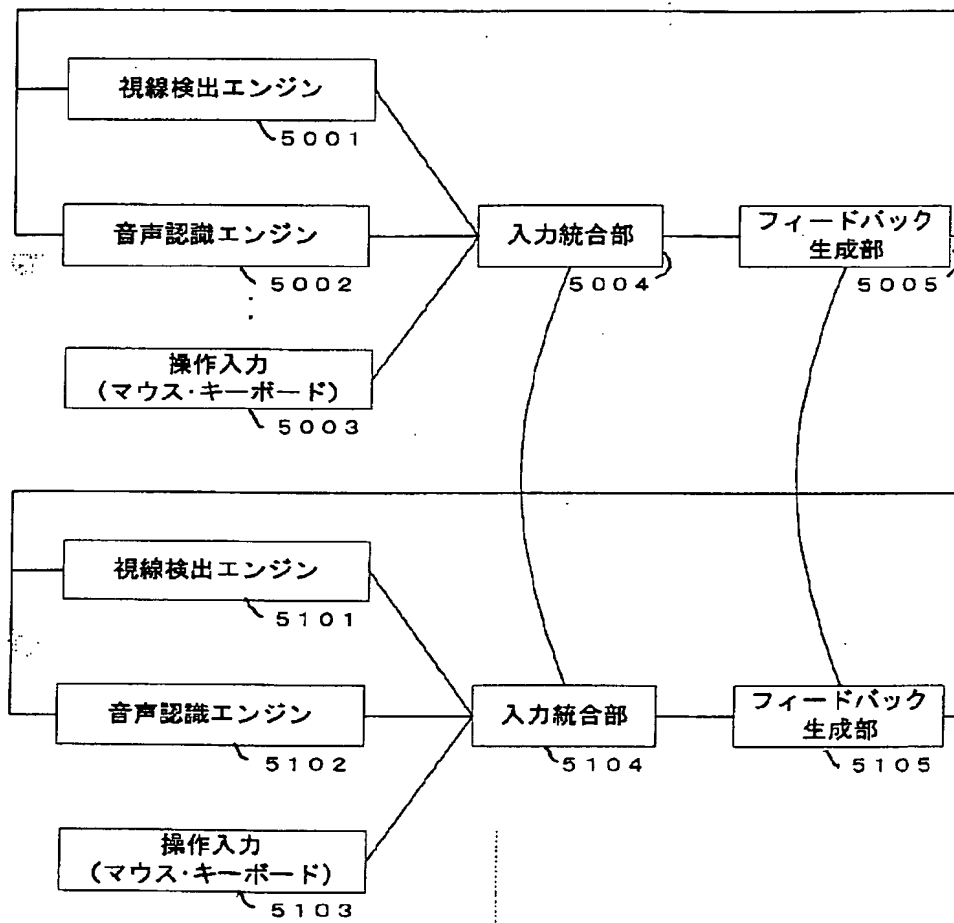 視線検出エンジン
5001
音声認識エンジン
5002
入力統合部
5004
フィードバック
生成部
5005
操作入力
(マウス・キーボード)
5003
視線検出エンジン
5101
音声認識エンジン
5102
入力統合部
5104
フィードバック
生成部
5105
操作入力
(マウス・キーボード)
5103